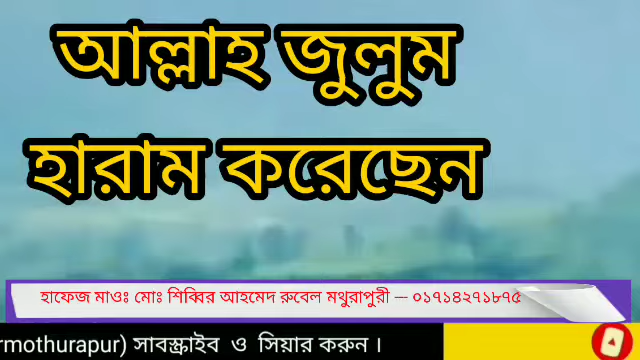 আল্লাহ জুলুম
হারাম করেছেন
হাফেজ মাওঃ মোঃ শিব্বির আহমেদ রুবেল মথুরাপুরী — ০১৭১৪২৭১৮৭৫
rmothurapur) সাবস্ক্রাইব ও সিয়ার করুন ।